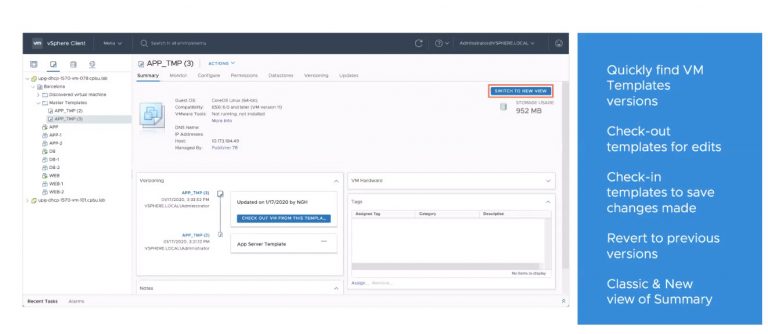 vm vSphere Client Menu Search in all environments Administrator@VSPHERE.LOCAL
APP_TMP (3) ACTIONS
Summary Monitor Configure Permissions Datastores Versioning Updates
SWITCH TO NEW VIEW
upg-dhcp-1570-vm-078.cpbu.lab
Barcelona
Discovered virtual machine
Master Templates
APP_TMP (2)
APP_TMP (3)
APP
APP-1
APP-2
DB
DB-1
DB-2
WEB
WEB-1
WEB-2
upg-dhcp-1570-vm-101.cpbu.lab
Guest OS: CoreOS Linux (64-bit)
Compatibility: ESXi 6.0 and later (VM version 11)
VMware Tools: Not running, not installed
More info
DNS Name:
IP Addresses:
Host: 10.173.184.49
Managed By: Publisher 78
STORAGE USAGE
952 MB
Versioning
APP_TMP (3)
01/17/2020, 3:33:02 PM
VSPHERE.LOCAL\Administrator
Updated on 1/17/2020 by NGH
CHECK OUT VM FROM THIS TEMPLA...
APP_TMP (2)
01/17/2020, 3:31:12 PM
VSPHERE.LOCAL\Administrator
App Server Template
Notes
VM Hardware
Tags
Assigned Tag Category Description
No items to display
Assign... Remove...
Recent Tasks Alarms
Quickly find VM
Templates
versions
Check-out
templates for edits
Check-in
templates to save
changes made
Revert to previous
versions
Classic & New
view of Summary